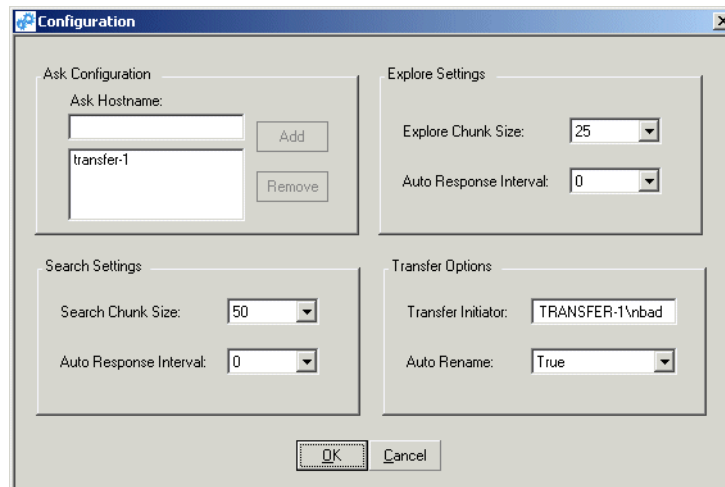 Configuration
Ask Configuration
Ask Hostname:
Add
transfer-1
Remove
Explore Settings
Explore Chunk Size: 25
Auto Response Interval: 0
Search Settings
Search Chunk Size: 50
Auto Response Interval: 0
Transfer Options
Transfer Initiator: TRANSFER-1\nbad
Auto Rename: True
OK Cancel